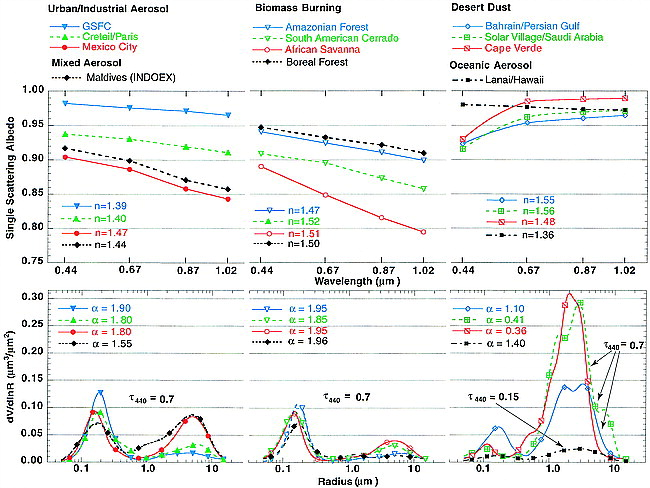 Urban/Industrial Aerosol
GSFC
Creteil/Paris
Mexico City
Mixed Aerosol
Maldives (INDOEX)
Biomass Burning
Amazonian Forest
South American Cerrado
African Savanna
Boreal Forest
Desert Dust
Bahrain/Persian Gulf
Solar Village/Saudi Arabia
Cape Verde
Oceanic Aerosol
Lanai/Hawaii
Single Scattering Albedo
1.00
0.95
0.90
0.85
0.80
0.75
n=1.39
n=1.40
n=1.47
n=1.44
n=1.47
n=1.52
n=1.51
n=1.50
n=1.55
n=1.56
n=1.48
n=1.36
0.44 0.67 0.87 1.02
0.44 0.67 0.87 1.02
0.44 0.67 0.87 1.02
Wavelength (μm )
dV/dlnR (μm³/μm²)
0.30
0.25
0.20
0.15
0.10
0.05
0.00
α = 1.90
α = 1.80
α = 1.80
α = 1.55
τ440 = 0.7
α = 1.95
α = 1.85
α = 1.95
α = 1.96
τ440 = 0.7
α = 1.10
α = 0.41
α = 0.36
α = 1.40
τ440 = 0.7
τ440 = 0.15
0.1 1.0 10
0.1 1.0 10
0.1 1.0 10
Radius (μm )